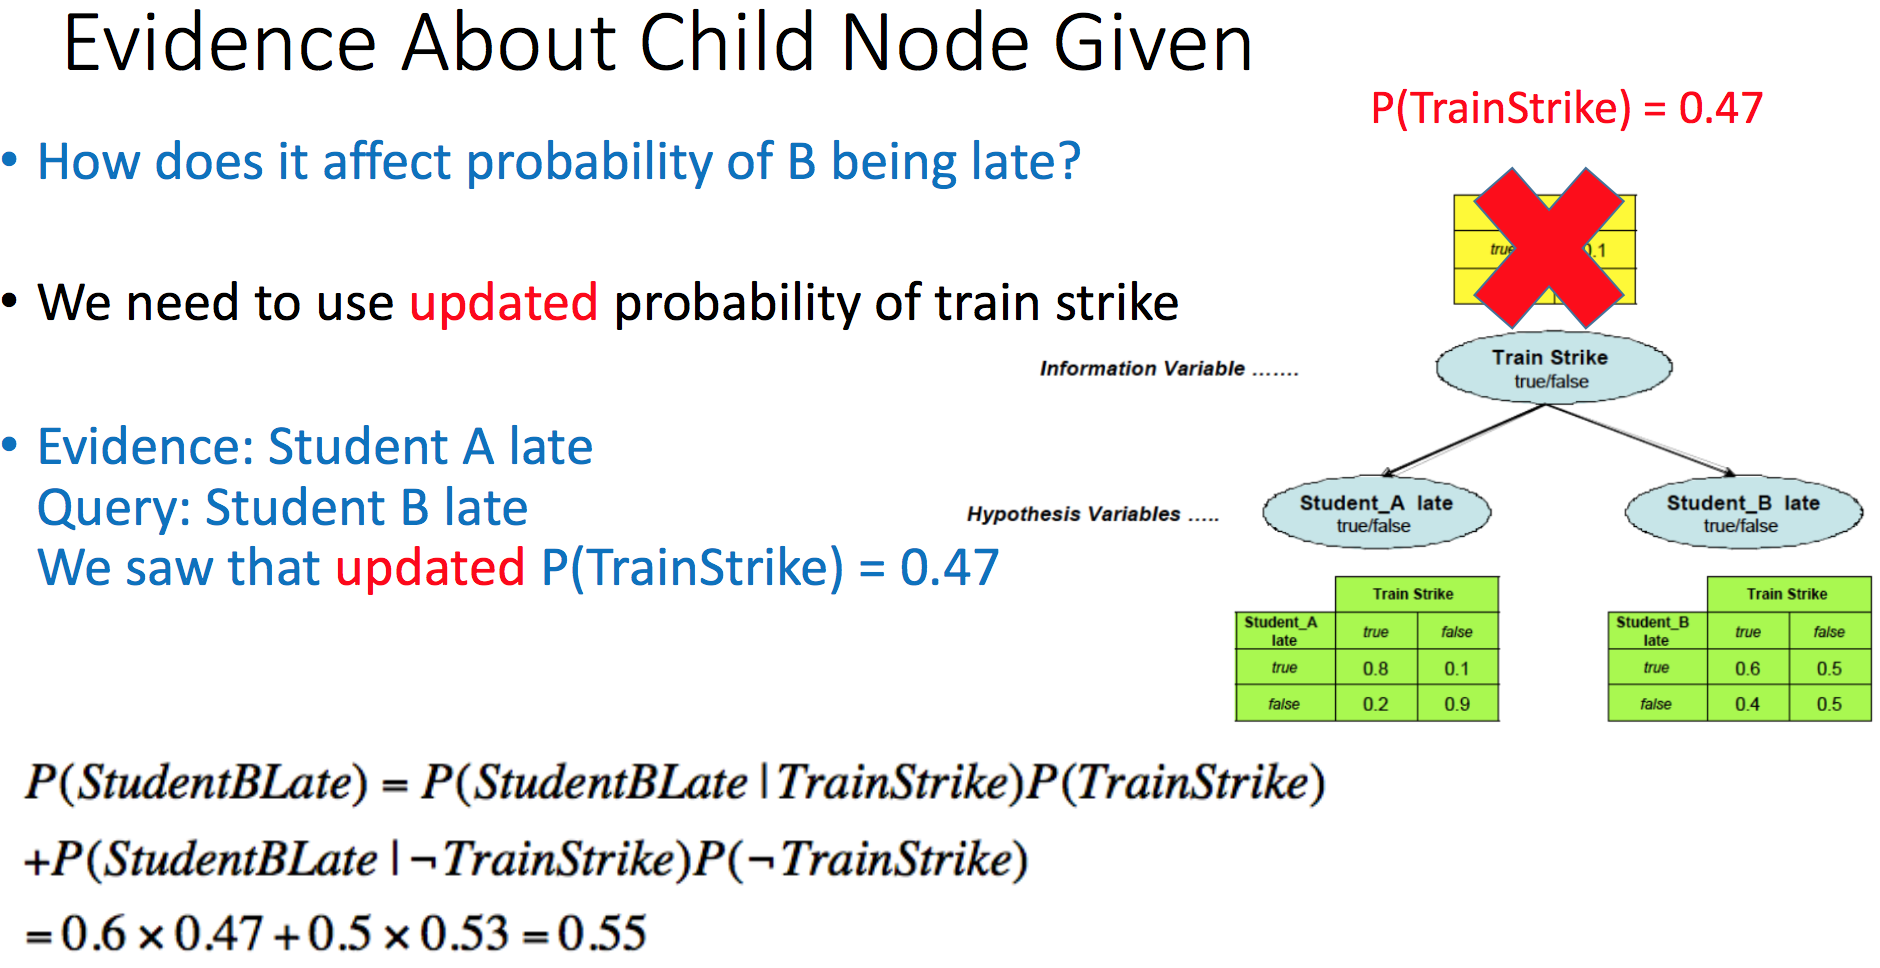 Evidence About Child Node Given
P(TrainStrike) = 0.47
• How does it affect probability of B being late?
• We need to use updated probability of train strike
• Evidence: Student A late
Query: Student B late
We saw that updated P(TrainStrike) = 0.47
true 0.1
Information Variable .......
Train Strike
true/false
Hypothesis Variables .....
Student_A late
true/false
Student_B late
true/false
Train Strike
Student_A late true false
true 0.8 0.1
false 0.2 0.9
Train Strike
Student_B late true false
true 0.6 0.5
false 0.4 0.5
P(StudentBLate) = P(StudentBLate | TrainStrike)P(TrainStrike)
+P(StudentBLate | ¬TrainStrike)P(¬TrainStrike)
= 0.6 × 0.47 + 0.5 × 0.53 = 0.55